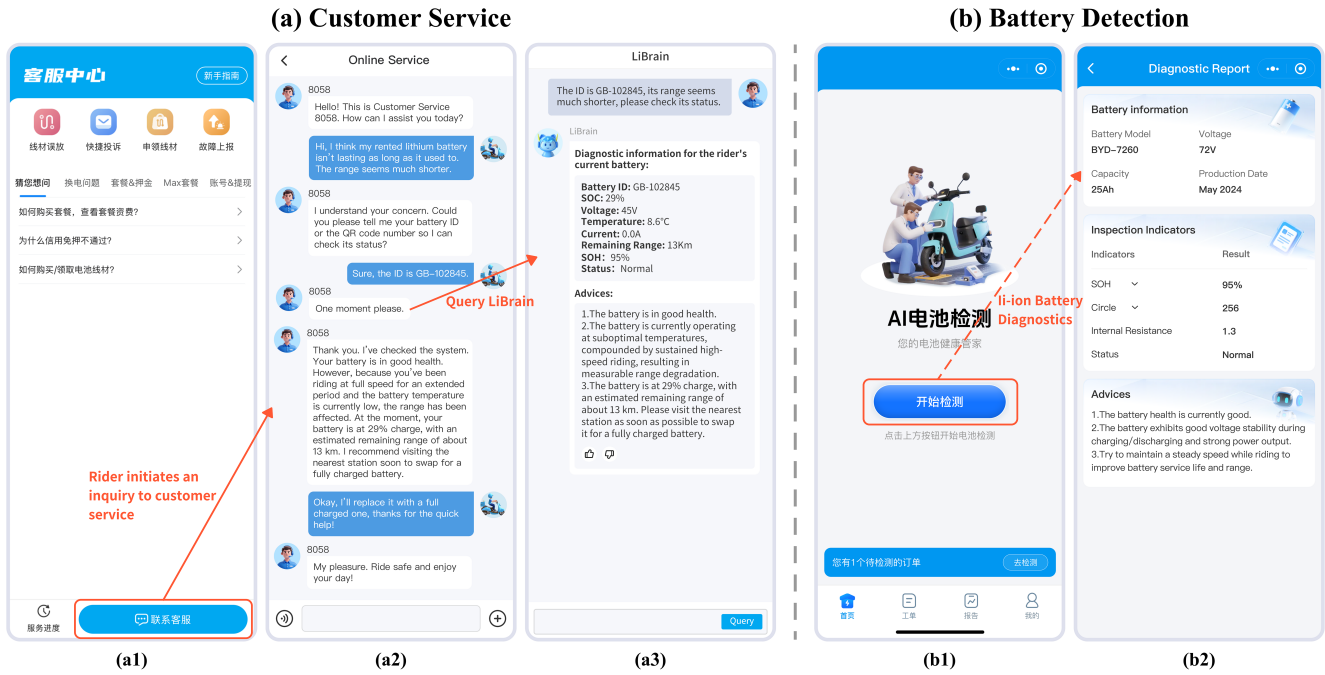 (a) Customer Service
客服中心
新手指南
线材误放
快捷投诉
申领线材
故障上报
猜您想问
换电问题
套餐&押金
Max套餐
账号&提现
如何购买套餐，查看套餐资费？
为什么信用免押不通过？
如何购买/领取电池线材？
Rider initiates an
inquiry to customer
service
服务进度
联系客服
(a1)
Online Service
8058
Hello! This is Customer Service
8058. How can I assist you today?
Hi, I think my rented lithium battery
isn't lasting as long as it used to.
The range seems much shorter.
8058
I understand your concern. Could
you please tell me your battery ID
or the QR code number so I can
check its status?
Sure, the ID is GB-102845.
8058
One moment please.
Query LiBrain
8058
Thank you. I've checked the system.
Your battery is in good health.
However, because you've been
riding at full speed for an extended
period and the battery temperature
is currently low, the range has been
affected. At the moment, your
battery is at 29% charge, with an
estimated remaining range of about
13 km. I recommend visiting the
nearest station soon to swap for a
fully charged battery.
Okay, I'll replace it with a full
charged one, thanks for the quick
help!
8058
My pleasure. Ride safe and enjoy
your day!
(a2)
LiBrain
The ID is GB-102845, its range seems
much shorter, please check its status.
LiBrain
Diagnostic information for the rider's
current battery:
Battery ID: GB-102845
SOC: 29%
Voltage: 45V
Temperature: 8.6℃
Current: 0.0A
Remaining Range: 13Km
SOH: 95%
Status: Normal
Advices:
1.The battery is in good health.
2.The battery is currently operating
at suboptimal temperatures,
compounded by sustained high-
speed riding, resulting in
measurable range degradation.
3.The battery is at 29% charge, with
an estimated remaining range of
about 13 km. Please visit the nearest
station as soon as possible to swap
it for a fully charged battery.
Query
(a3)
(b) Battery Detection
AI电池检测
您的电池健康管家
开始检测
点击上方按钮开始电池检测
您有1个待检测的订单
去检测
首页
工单
报告
我的
(b1)
li-ion Battery
Diagnostics
Diagnostic Report
Battery information
Battery Model
Voltage
BYD-7260
72V
Capacity
Production Date
25Ah
May 2024
Inspection Indicators
Indicators
Result
SOH
95%
Circle
256
Internal Resistance
1.3
Status
Normal
Advices
1.The battery health is currently good.
2.The battery exhibits good voltage stability during
charging/discharging and strong power output.
3.Try to maintain a steady speed while riding to
improve battery service life and range.
(b2)